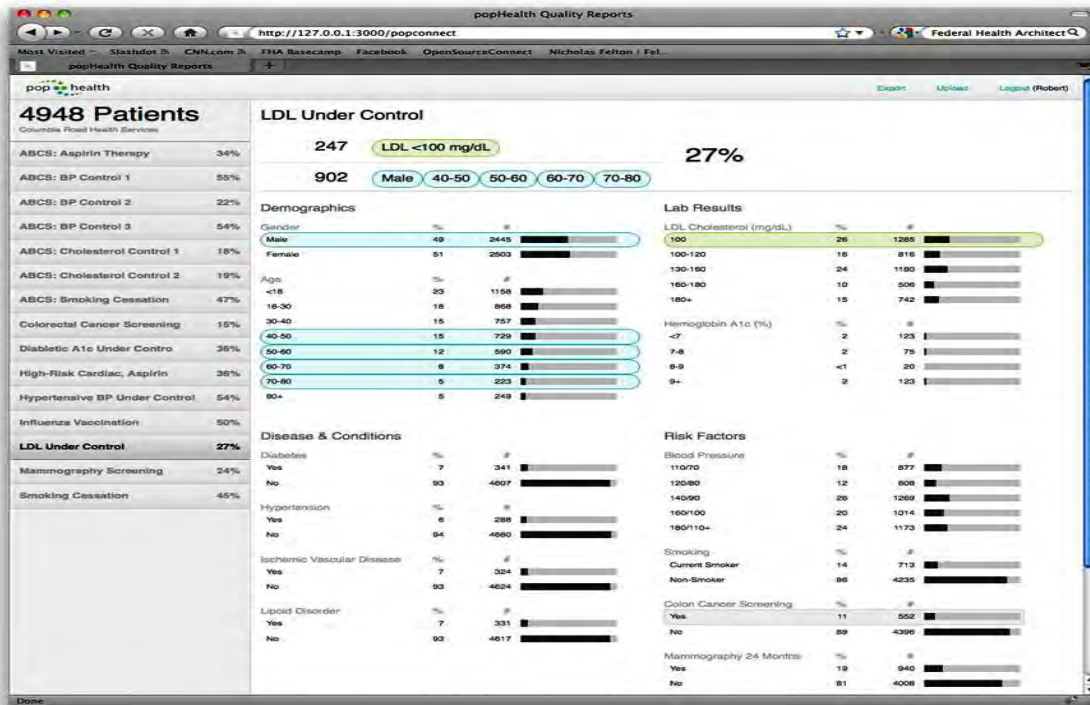 popHealth Quality Reports
http://127.0.0.1:3000/popconnect
Federal Health Architect
Most Visited Slashdot CNN.com FHA Basecamp Facebook OpenSourceConnect Nicholas Felton | Fel...
popHealth Quality Reports
pop health
Export Upload Logout (Robert)
4948 Patients
Columbia Road Health Services
ABCS: Aspirin Therapy 34%
ABCS: BP Control 1 55%
ABCS: BP Control 2 22%
ABCS: BP Control 3 54%
ABCS: Cholesterol Control 1 18%
ABCS: Cholesterol Control 2 19%
ABCS: Smoking Cessation 47%
Colorectal Cancer Screening 15%
Diabetic A1c Under Contro 36%
High-Risk Cardiac, Aspirin 36%
Hypertensive BP Under Control 54%
Influenza Vaccination 50%
LDL Under Control 27%
Mammography Screening 24%
Smoking Cessation 45%
LDL Under Control
247 LDL <100 mg/dL
27%
902 Male 40-50 50-60 60-70 70-80
Demographics
Gender % #
Male 49 2445
Female 51 2503
Age % #
<18 23 1158
18-30 18 868
30-40 15 757
40-50 15 729
50-60 12 590
60-70 8 374
70-80 5 223
80+ 5 249
Lab Results
LDL Cholesterol (mg/dL) % #
100 26 1285
100-120 16 816
130-160 24 1180
160-180 10 506
180+ 15 742
Hemoglobin A1c (%) % #
<7 2 123
7-8 2 75
8-9 <1 20
9+ 2 123
Disease & Conditions
Diabetes % #
Yes 7 341
No 93 4607
Hypertension % #
Yes 6 288
No 94 4660
Ischemic Vascular Disease % #
Yes 7 324
No 93 4624
Lipoid Disorder % #
Yes 7 331
No 93 4617
Risk Factors
Blood Pressure % #
110/70 18 877
120/80 12 608
140/90 26 1269
160/100 20 1014
180/110+ 24 1173
Smoking % #
Current Smoker 14 713
Non-Smoker 86 4235
Colon Cancer Screening % #
Yes 11 552
No 89 4396
Mammography 24 Months % #
Yes 19 940
No 81 4008
Done